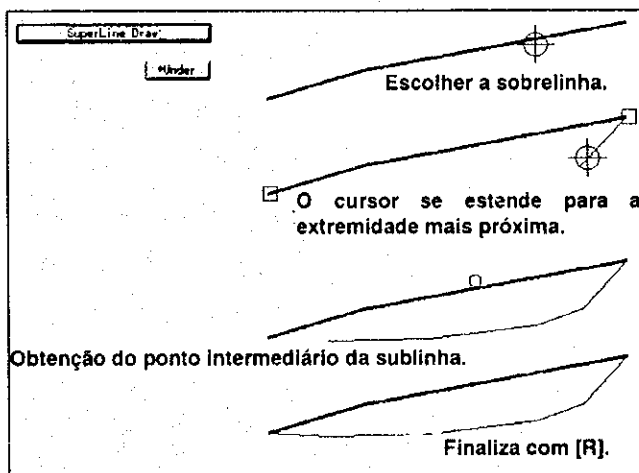 SuperLine Draw
*Under
Escolher a sobrelinha.
O cursor se estende para a
extremidade mais próxima.
Obtenção do ponto intermediário da sublinha.
Finaliza com [R].